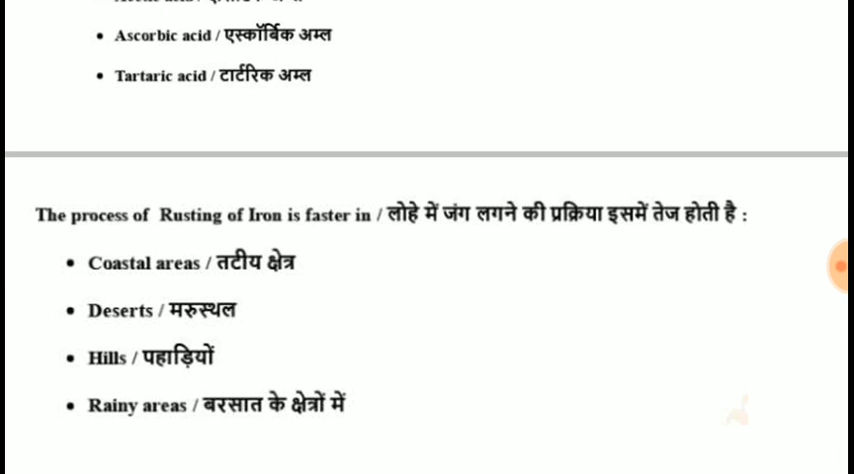 Ascorbic acid / एस्कॉर्बिक अम्ल
Tartaric acid / टार्टरिक अम्ल
The process of Rusting of Iron is faster in / लोहे में जंग लगने की प्रक्रिया इसमें तेज होती है :
Coastal areas / तटीय क्षेत्र
Deserts / मरुस्थल
Hills / पहाड़ियों
Rainy areas / बरसात के क्षेत्रों में